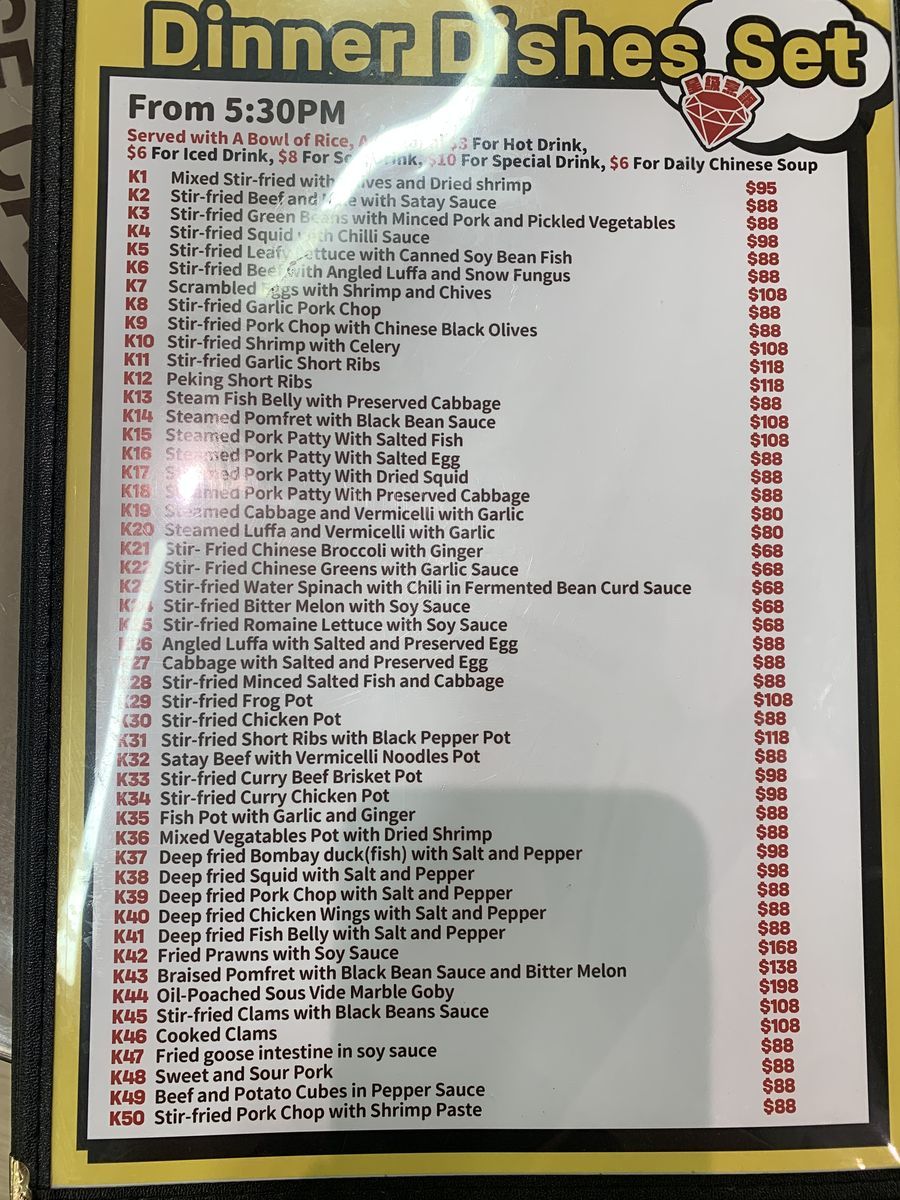 Dinner Dishes Set
From 5:30PM
Served with A Bowl of Rice, $3 For Hot Drink,
$6 For Iced Drink, $8 For Drink, $10 For Special Drink, $6 For Daily Chinese Soup
K1 Mixed Stir-fried with Chives and Dried shrimp $95
K2 Stir-fried Beef and with Satay Sauce $88
K3 Stir-fried Green Beans with Minced Pork and Pickled Vegetables $88
K4 Stir-fried Squid with Chilli Sauce $98
K5 Stir-fried Leafy Lettuce with Canned Soy Bean Fish $88
K6 Stir-fried Beef with Angled Luffa and Snow Fungus $88
K7 Scrambled Eggs with Shrimp and Chives $108
K8 Stir-fried Garlic Pork Chop $88
K9 Stir-fried Pork Chop with Chinese Black Olives $88
K10 Stir-fried Shrimp with Celery $108
K11 Stir-fried Garlic Short Ribs $118
K12 Peking Short Ribs $118
K13 Steam Fish Belly with Preserved Cabbage $88
K14 Steamed Pomfret with Black Bean Sauce $108
K15 Steamed Pork Patty With Salted Fish $108
K16 Steamed Pork Patty With Salted Egg $88
K17 Steamed Pork Patty With Dried Squid $88
K18 Steamed Pork Patty With Preserved Cabbage $88
K19 Steamed Cabbage and Vermicelli with Garlic $80
K20 Steamed Luffa and Vermicelli with Garlic $80
K21 Stir- Fried Chinese Broccoli with Ginger $68
K22 Stir- Fried Chinese Greens with Garlic Sauce $68
K23 Stir-fried Water Spinach with Chili in Fermented Bean Curd Sauce $68
K24 Stir-fried Bitter Melon with Soy Sauce $68
K25 Stir-fried Romaine Lettuce with Soy Sauce $68
K26 Angled Luffa with Salted and Preserved Egg $88
K27 Cabbage with Salted and Preserved Egg $88
K28 Stir-fried Minced Salted Fish and Cabbage $88
K29 Stir-fried Frog Pot $108
K30 Stir-fried Chicken Pot $88
K31 Stir-fried Short Ribs with Black Pepper Pot $118
K32 Satay Beef with Vermicelli Noodles Pot $88
K33 Stir-fried Curry Beef Brisket Pot $98
K34 Stir-fried Curry Chicken Pot $98
K35 Fish Pot with Garlic and Ginger $88
K36 Mixed Vegatables Pot with Dried Shrimp $88
K37 Deep fried Bombay duck(fish) with Salt and Pepper $98
K38 Deep fried Squid with Salt and Pepper $98
K39 Deep fried Pork Chop with Salt and Pepper $88
K40 Deep fried Chicken Wings with Salt and Pepper $88
K41 Deep fried Fish Belly with Salt and Pepper $88
K42 Fried Prawns with Soy Sauce $168
K43 Braised Pomfret with Black Bean Sauce and Bitter Melon $138
K44 Oil-Poached Sous Vide Marble Goby $198
K45 Stir-fried Clams with Black Beans Sauce $108
K46 Cooked Clams $108
K47 Fried goose intestine in soy sauce $88
K48 Sweet and Sour Pork $88
K49 Beef and Potato Cubes in Pepper Sauce $88
K50 Stir-fried Pork Chop with Shrimp Paste $88